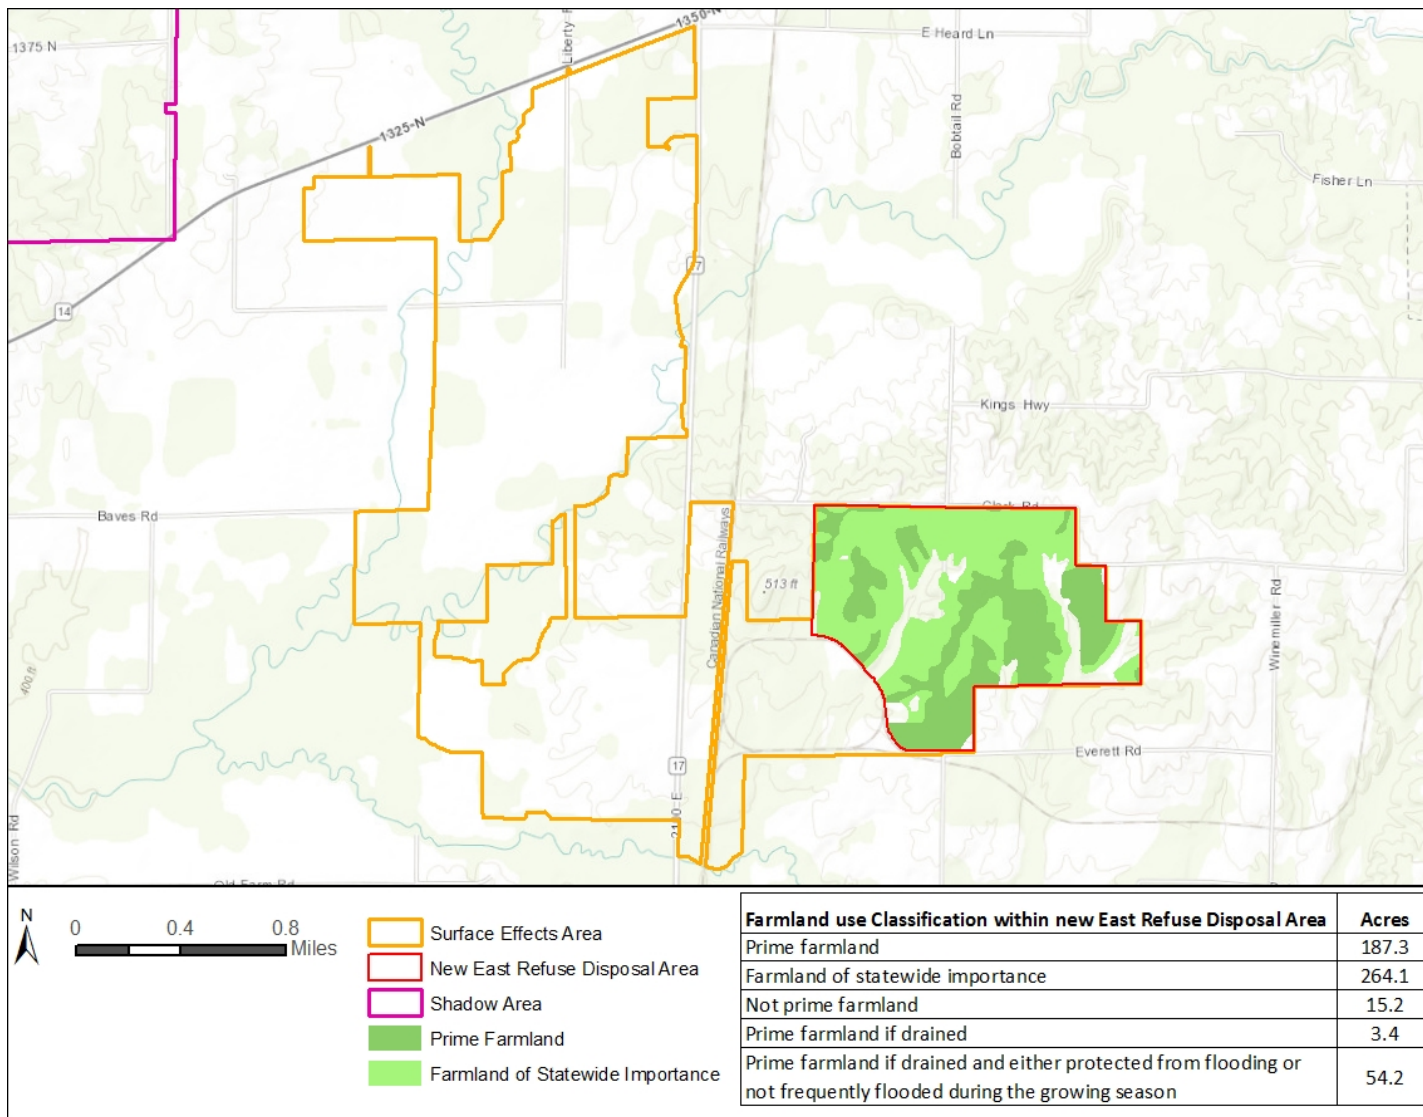 1350-N
1375 N
E Heard Ln
1325-N
Bobtail Rd
Fisher Ln
7
14
Kings Hwy
Clark Rd
Baves Rd
Canadian National Railways
513 ft
Winemiller Rd
400 ft
Everett Rd
17
2100 E
Wilson Rd
Old Farm Rd
N
0 0.4 0.8
Miles
Surface Effects Area
New East Refuse Disposal Area
Shadow Area
Prime Farmland
Farmland of Statewide Importance
Farmland use Classification within new East Refuse Disposal Area Acres
Prime farmland 187.3
Farmland of statewide importance 264.1
Not prime farmland 15.2
Prime farmland if drained 3.4
Prime farmland if drained and either protected from flooding or
not frequently flooded during the growing season 54.2